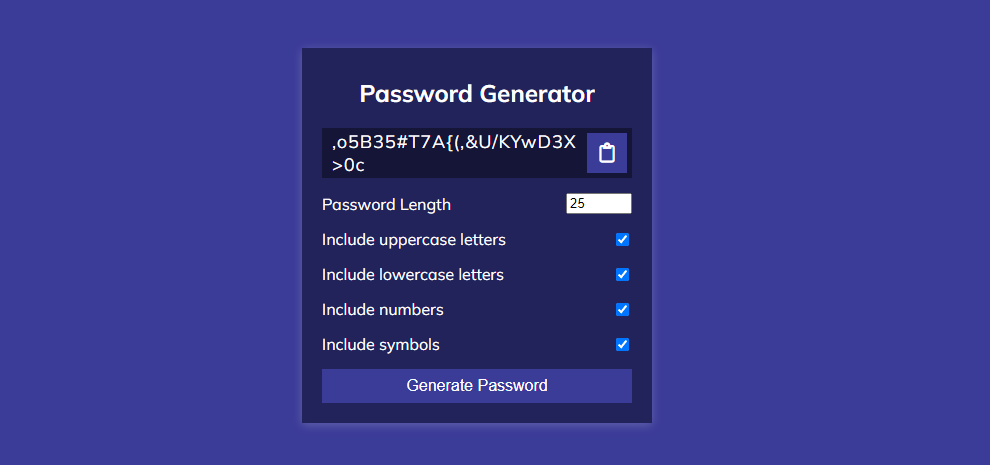 Password Generator
,o5B35#T7A{(,&U/KYwD3X
>0c
Password Length
25
Include uppercase letters
Include lowercase letters
Include numbers
Include symbols
Generate Password